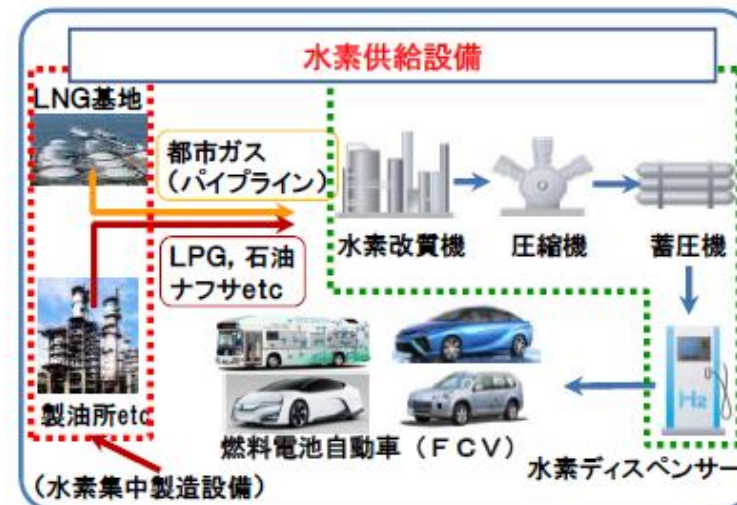 水素供給設備
LNG基地
都市ガス
(パイプライン)
水素改質機
圧縮機
蓄圧機
LPG, 石油
ナフサetc
製油所etc
H2
燃料電池自動車 (FCV)
水素ディスペンサー
(水素集中製造設備)